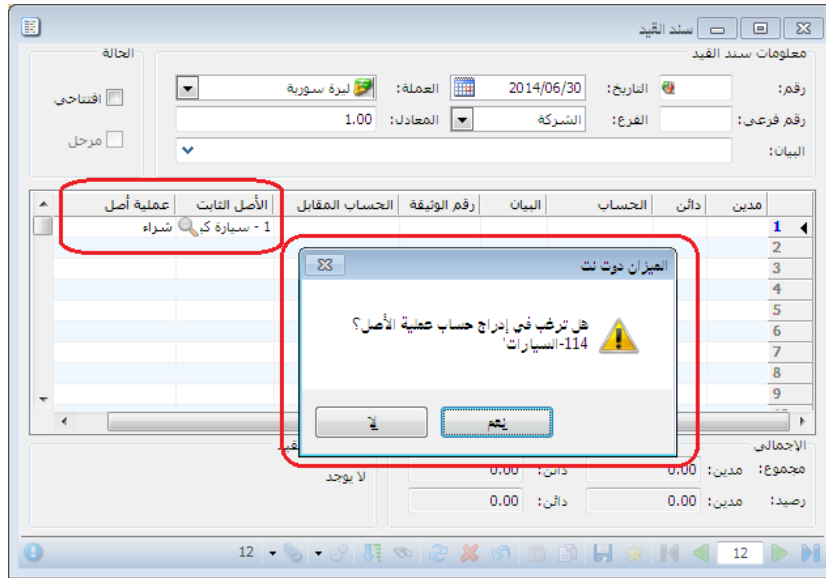 سند القيد
معلومات سند القيد
الحالة
رقم:
التاريخ: 2014/06/30
العملة: ليرة سورية
افتتاحي
رقم فرعي:
الفرع: الشركة
المعادل: 1.00
مرحل
البيان:
مدين دائن الحساب البيان رقم الوثيقة الحساب المقابل الأصل الثابت عملية أصل
1 1 - سيارة كي شراء
2
3
4
5
6
7
8
9
الميزان دوت نت
هل ترغب في إدراج حساب عملية الأصل؟
114-السيارات'
نعم
لا
الإجمالي
مجموع: مدين: 0.00 دائن: 0.00
لا يوجد
رصيد: مدين: 0.00 دائن: 0.00
12
12